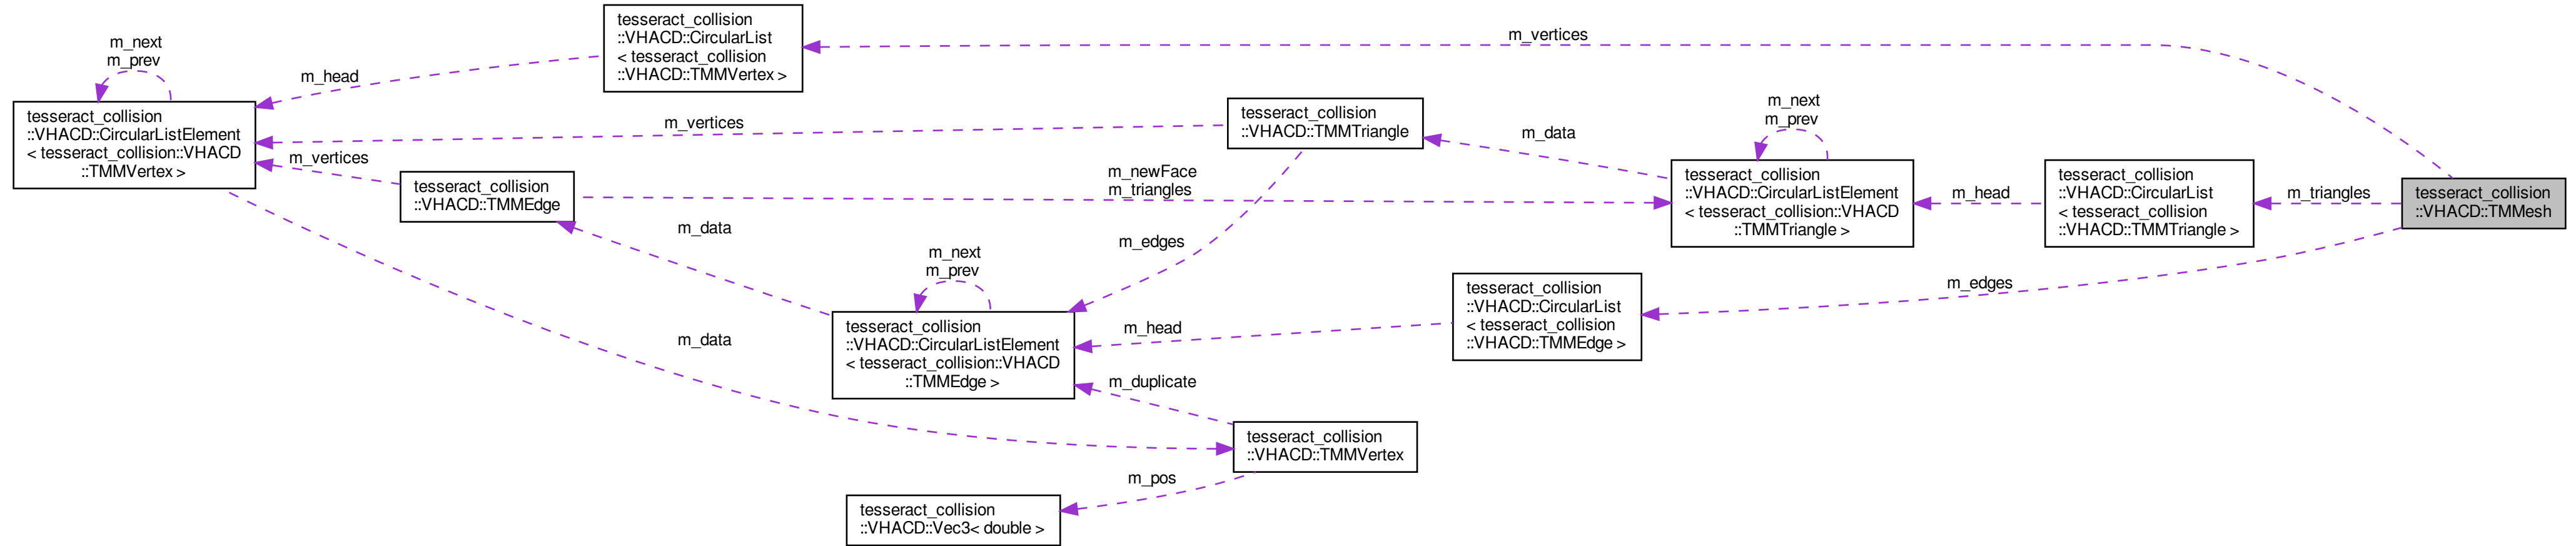 tesseract_collision
::VHACD::CircularList
< tesseract_collision
::VHACD::TMMVertex >
m_vertices
m_next
m_prev
m_head
tesseract_collision
::VHACD::CircularListElement
< tesseract_collision::VHACD
::TMMVertex >
m_vertices
m_vertices
tesseract_collision
::VHACD::TMMTriangle
m_data
m_next
m_prev
tesseract_collision
::VHACD::TMMEdge
m_newFace
m_triangles
tesseract_collision
::VHACD::CircularListElement
< tesseract_collision::VHACD
::TMMTriangle >
m_head
tesseract_collision
::VHACD::CircularList
< tesseract_collision
::VHACD::TMMTriangle >
m_triangles
tesseract_collision
::VHACD::TMMesh
m_data
m_edges
m_next
m_prev
m_edges
tesseract_collision
::VHACD::CircularList
< tesseract_collision
::VHACD::TMMEdge >
m_data
tesseract_collision
::VHACD::CircularListElement
< tesseract_collision::VHACD
::TMMEdge >
m_head
m_duplicate
tesseract_collision
::VHACD::TMMVertex
m_pos
tesseract_collision
::VHACD::Vec3< double >